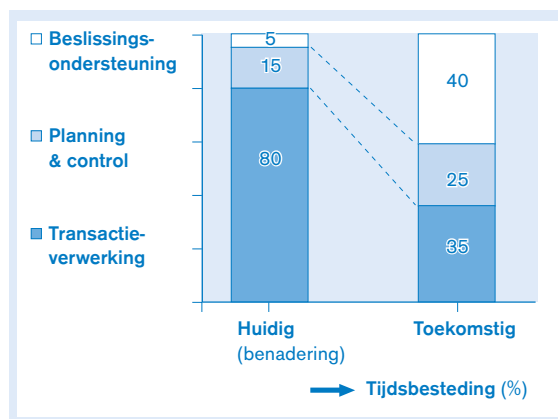 Beslissings-
ondersteuning
Planning
& control
Transactie-
verwerking
5
15
80
40
25
35
Huidig
(benadering)
Toekomstig
Tijdsbesteding (%)